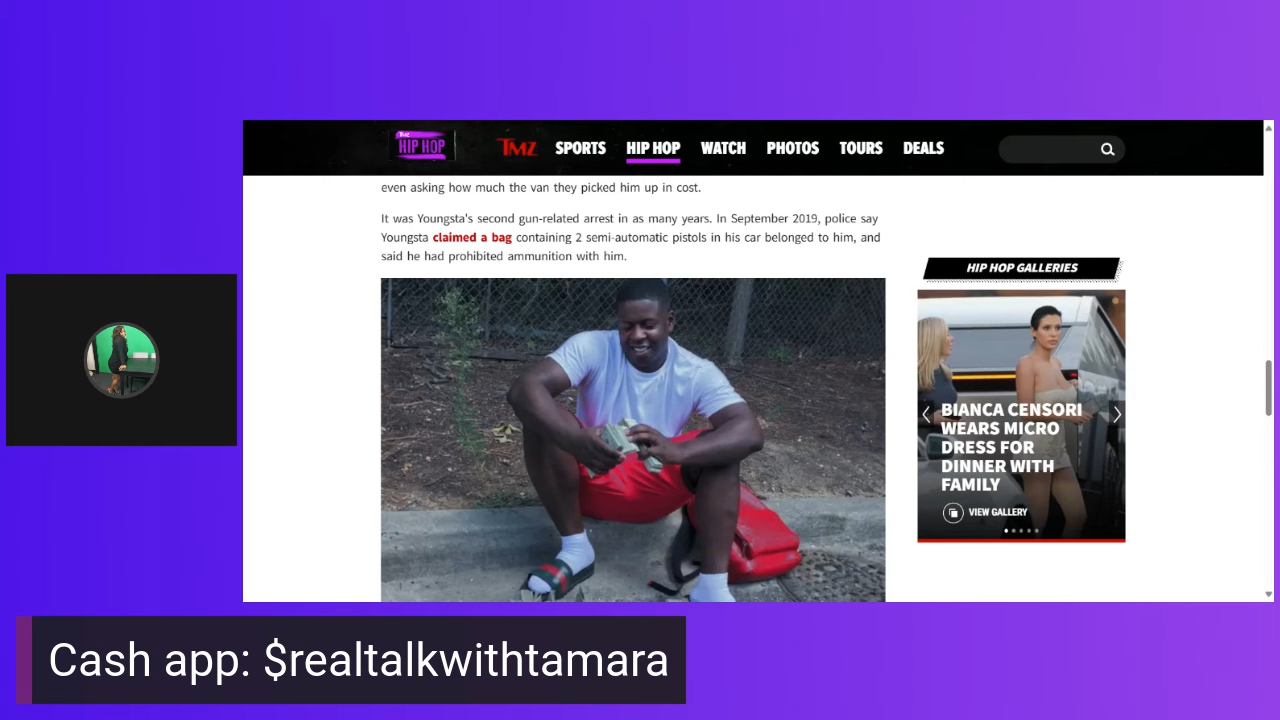 TMZ
HIP HOP
TMZ SPORTS HIP HOP WATCH PHOTOS TOURS DEALS
even asking how much the van they picked him up in cost.
It was Youngsta's second gun-related arrest in as many years. In September 2019, police say
Youngsta claimed a bag containing 2 semi-automatic pistols in his car belonged to him, and
said he had prohibited ammunition with him.
HIP HOP GALLERIES
BIANCA CENSORI
WEARS MICRO
DRESS FOR
DINNER WITH
FAMILY
VIEW GALLERY
Cash app: $realtalkwithtamara